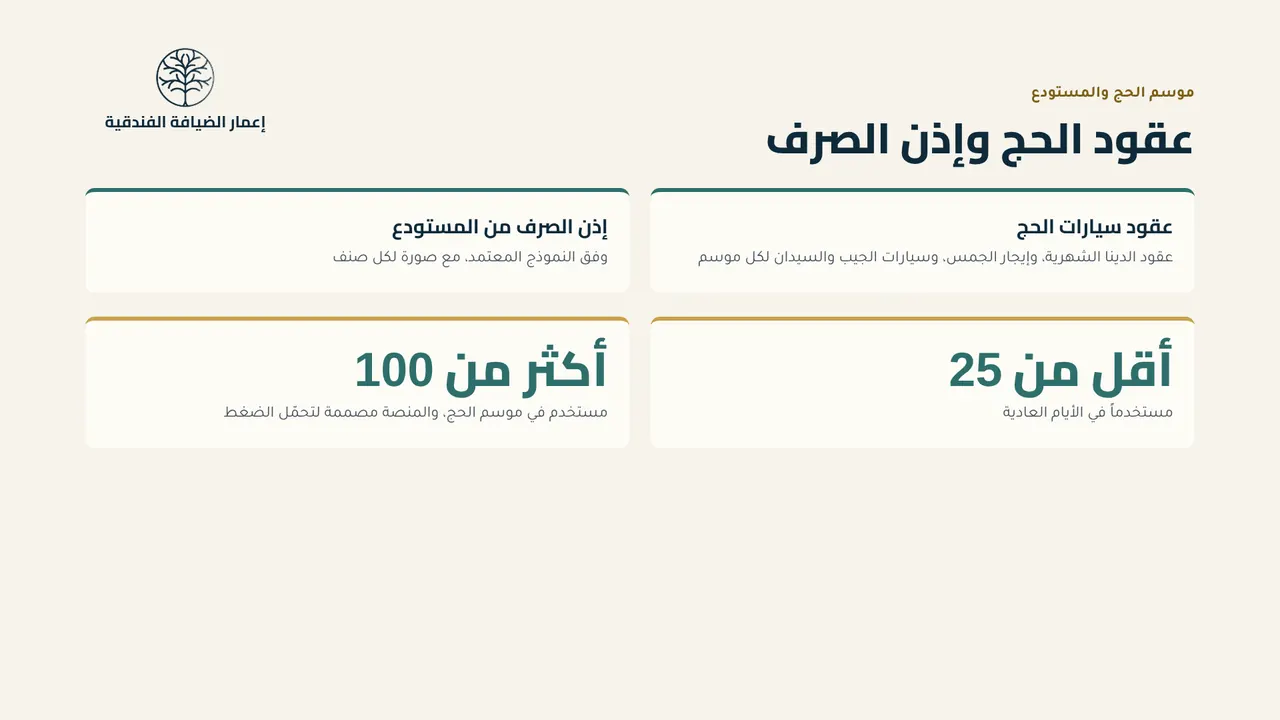 إعمار الضيافة الفندقية
موسم الحج والمستودع
عقود الحج وإذن الصرف
عقود سيارات الحج
عقود الدينا الشهرية، وإيجار الجمس، وسيارات الجيب والسيدان لكل موسم
إذن الصرف من المستودع
وفق النموذج المعتمد، مع صورة لكل صنف
أقل من 25
مستخدماً في الأيام العادية
أكثر من 100
مستخدم في موسم الحج، والمنصة مصممة لتحمّل الضغط